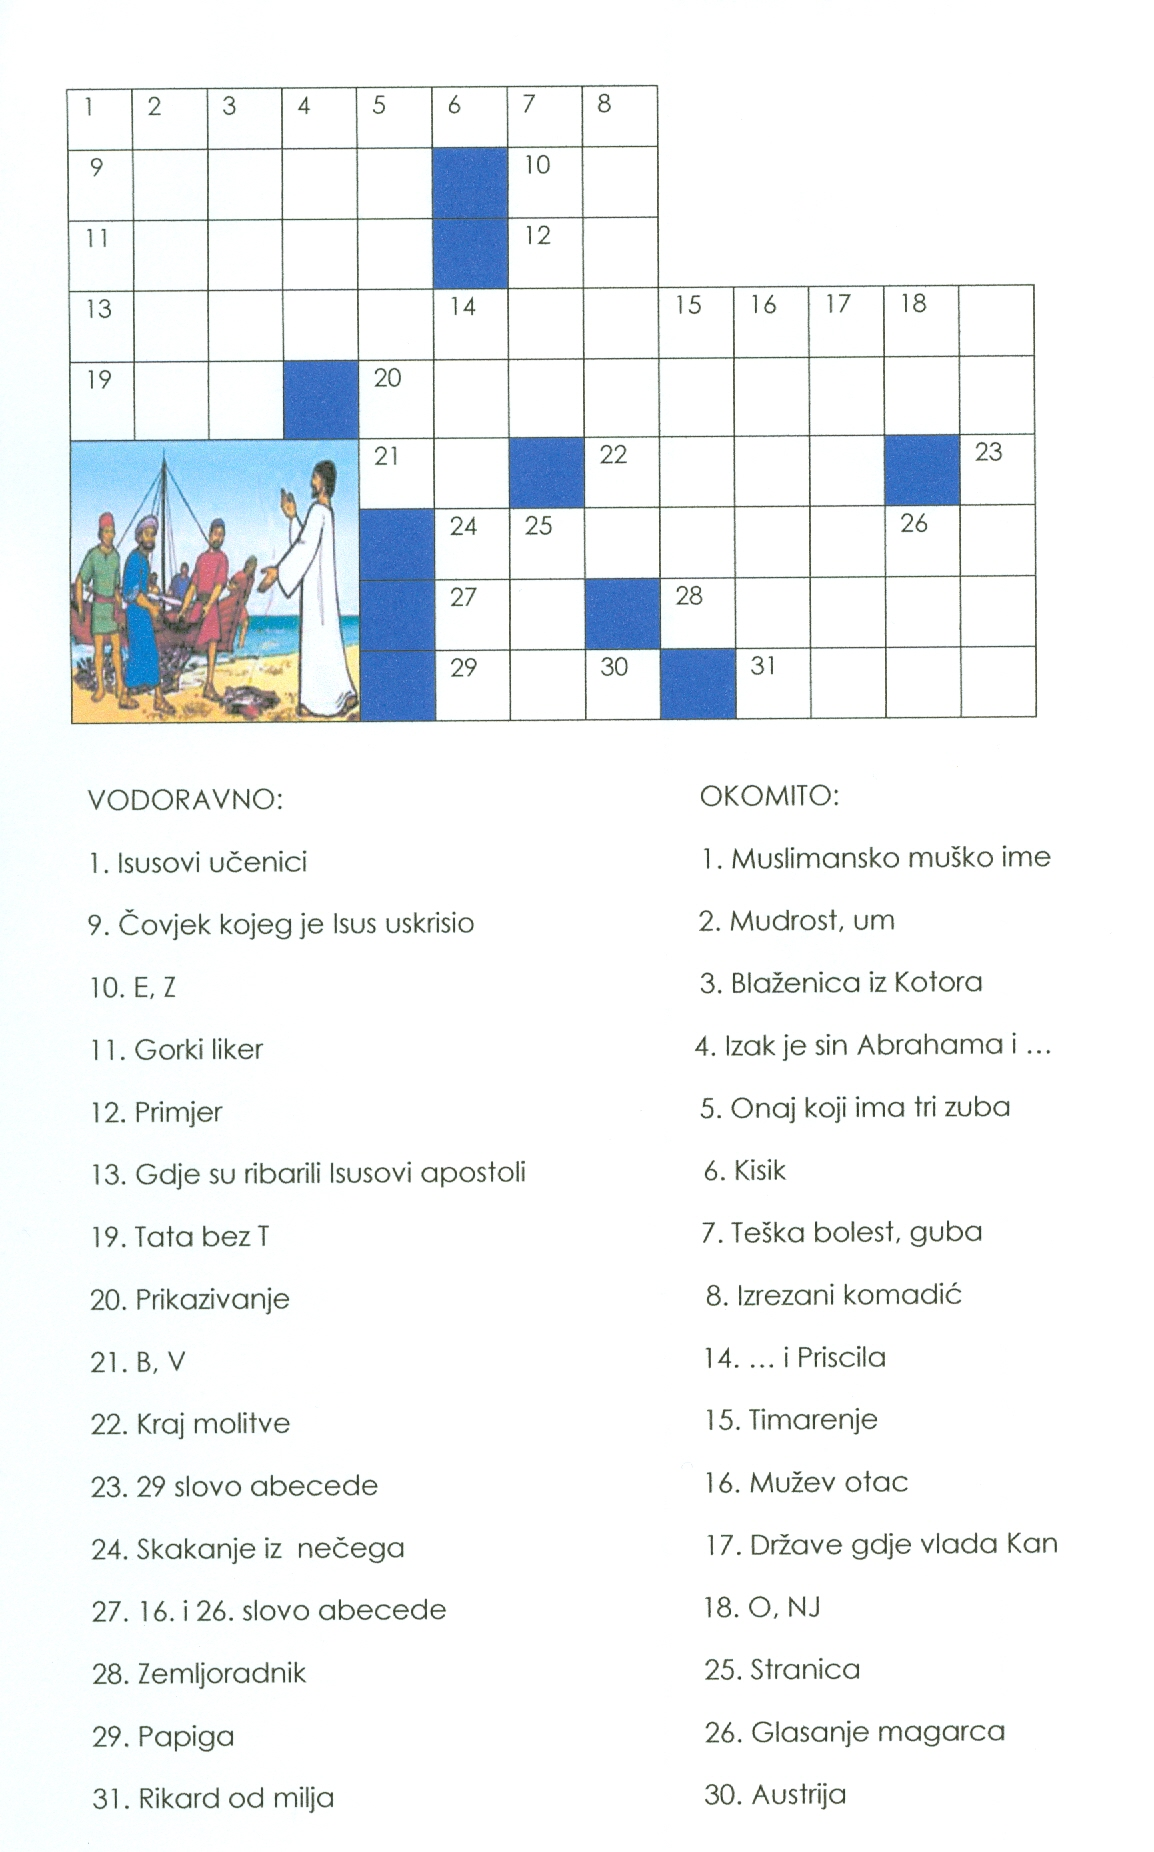 1 2 3 4 5 6 7 8
9 10
11 12
13 14 15 16 17 18
19 20
21 22 23
24 25 26
27 28
29 30 31
VODORAVNO:
1. Isusovi učenici
9. Čovjek kojeg je Isus uskrisio
10. E, Z
11. Gorki liker
12. Primjer
13. Gdje su ribarili Isusovi apostoli
19. Tata bez T
20. Prikazivanje
21. B, V
22. Kraj molitve
23. 29 slovo abecede
24. Skakanje iz nečega
27. 16. i 26. slovo abecede
28. Zemljoradnik
29. Papiga
31. Rikard od milja
OKOMITO:
1. Muslimansko muško ime
2. Mudrost, um
3. Blaženica iz Kotora
4. Izak je sin Abrahama i ...
5. Onaj koji ima tri zuba
6. Kisik
7. Teška bolest, guba
8. Izrezani komadić
14. ... i Priscila
15. Timarenje
16. Mužev otac
17. Države gdje vlada Kan
18. O, NJ
25. Stranica
26. Glasanje magarca
30. Austrija